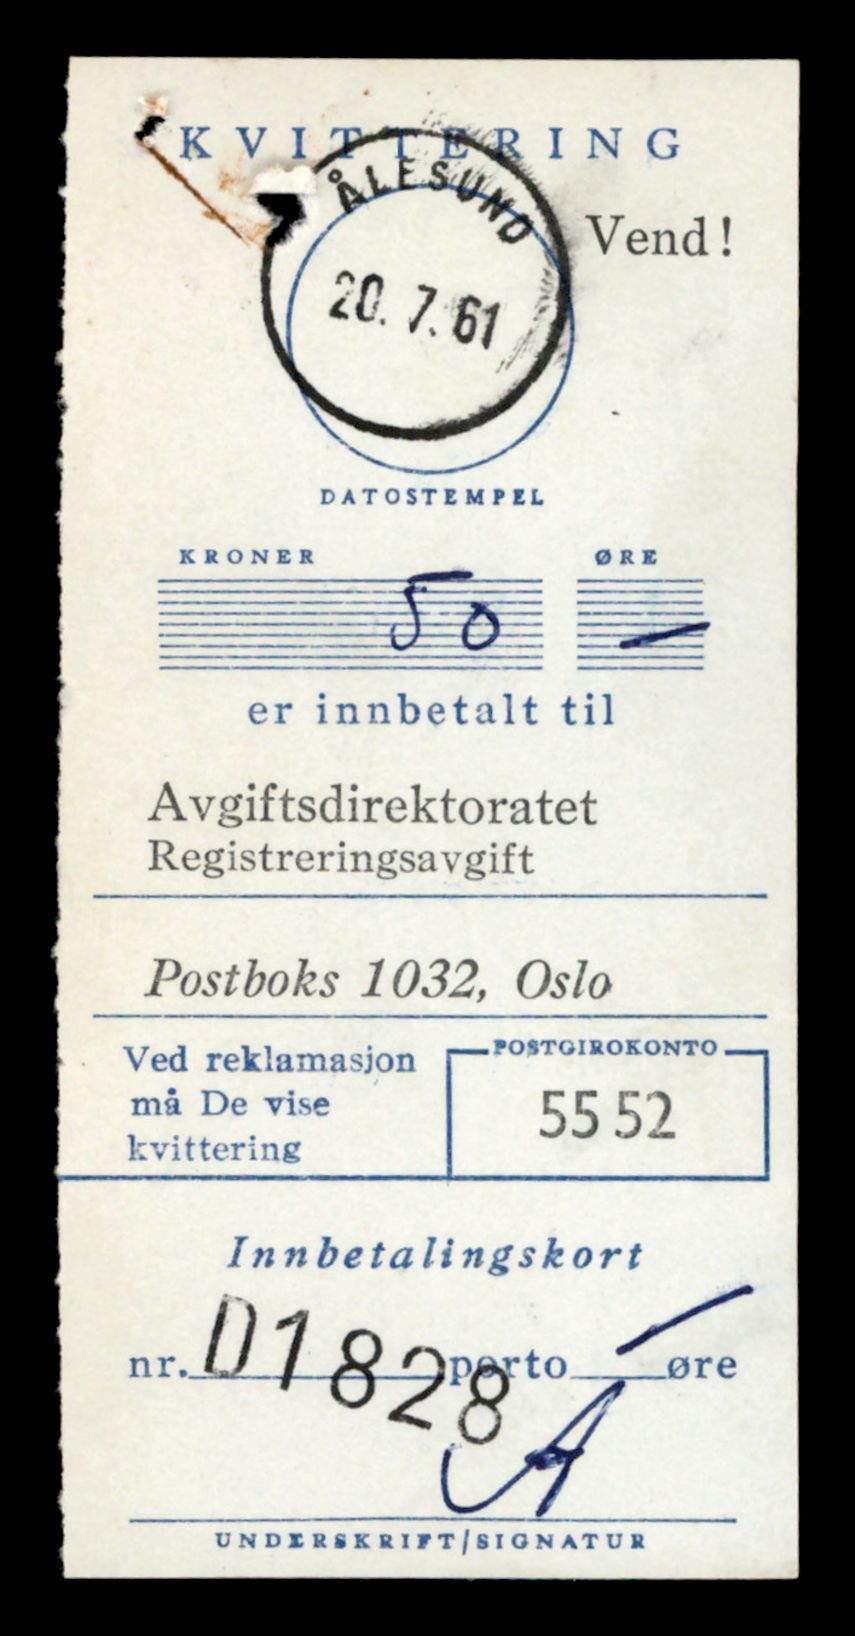 KVITTERING
ÅLESUND
Vend!
20. 7. 61
DATOSTEMPEL
KRONER ØRE
50 —
er innbetalt til
Avgiftsdirektoratet
Registreringsavgift
Postboks 1032, Oslo
Ved reklamasjon
må De vise
kvittering
POSTGIROKONTO
55 52
Innbetalingskort
nr. D1828 porto — øre
UNDERSKRIFT/SIGNATUR